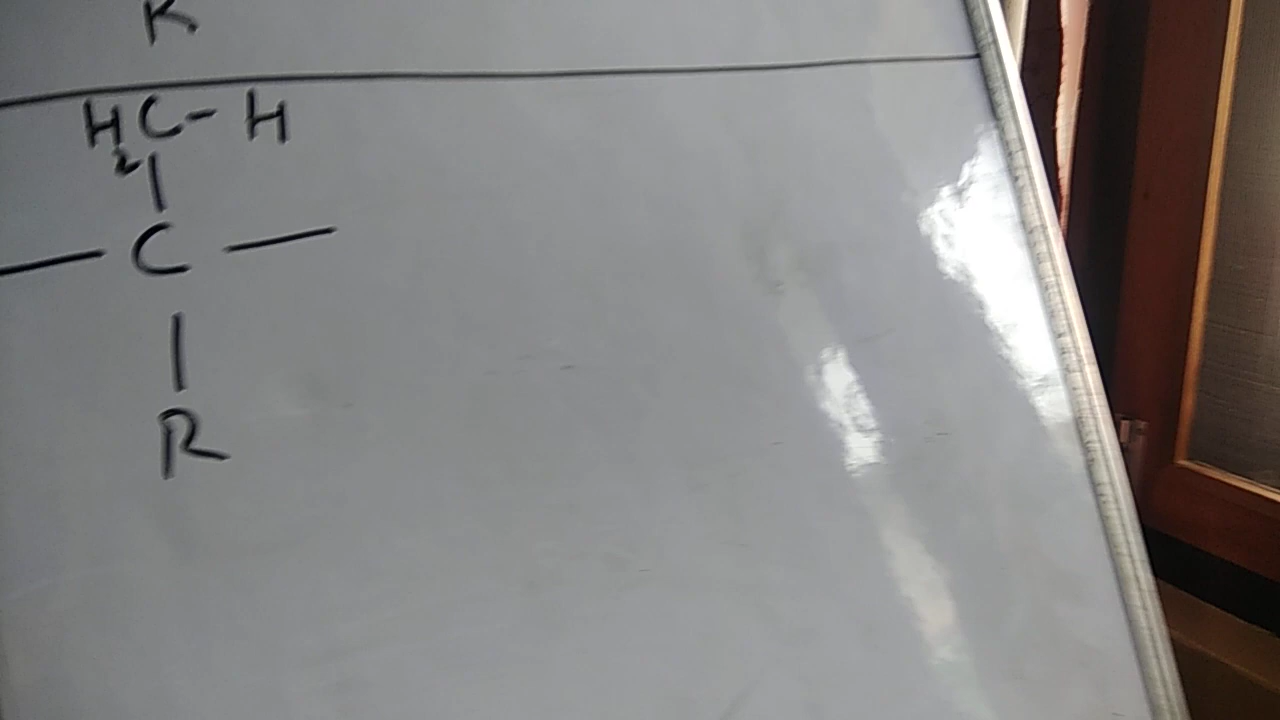 R
H₂C-H
|
— C —
|
R